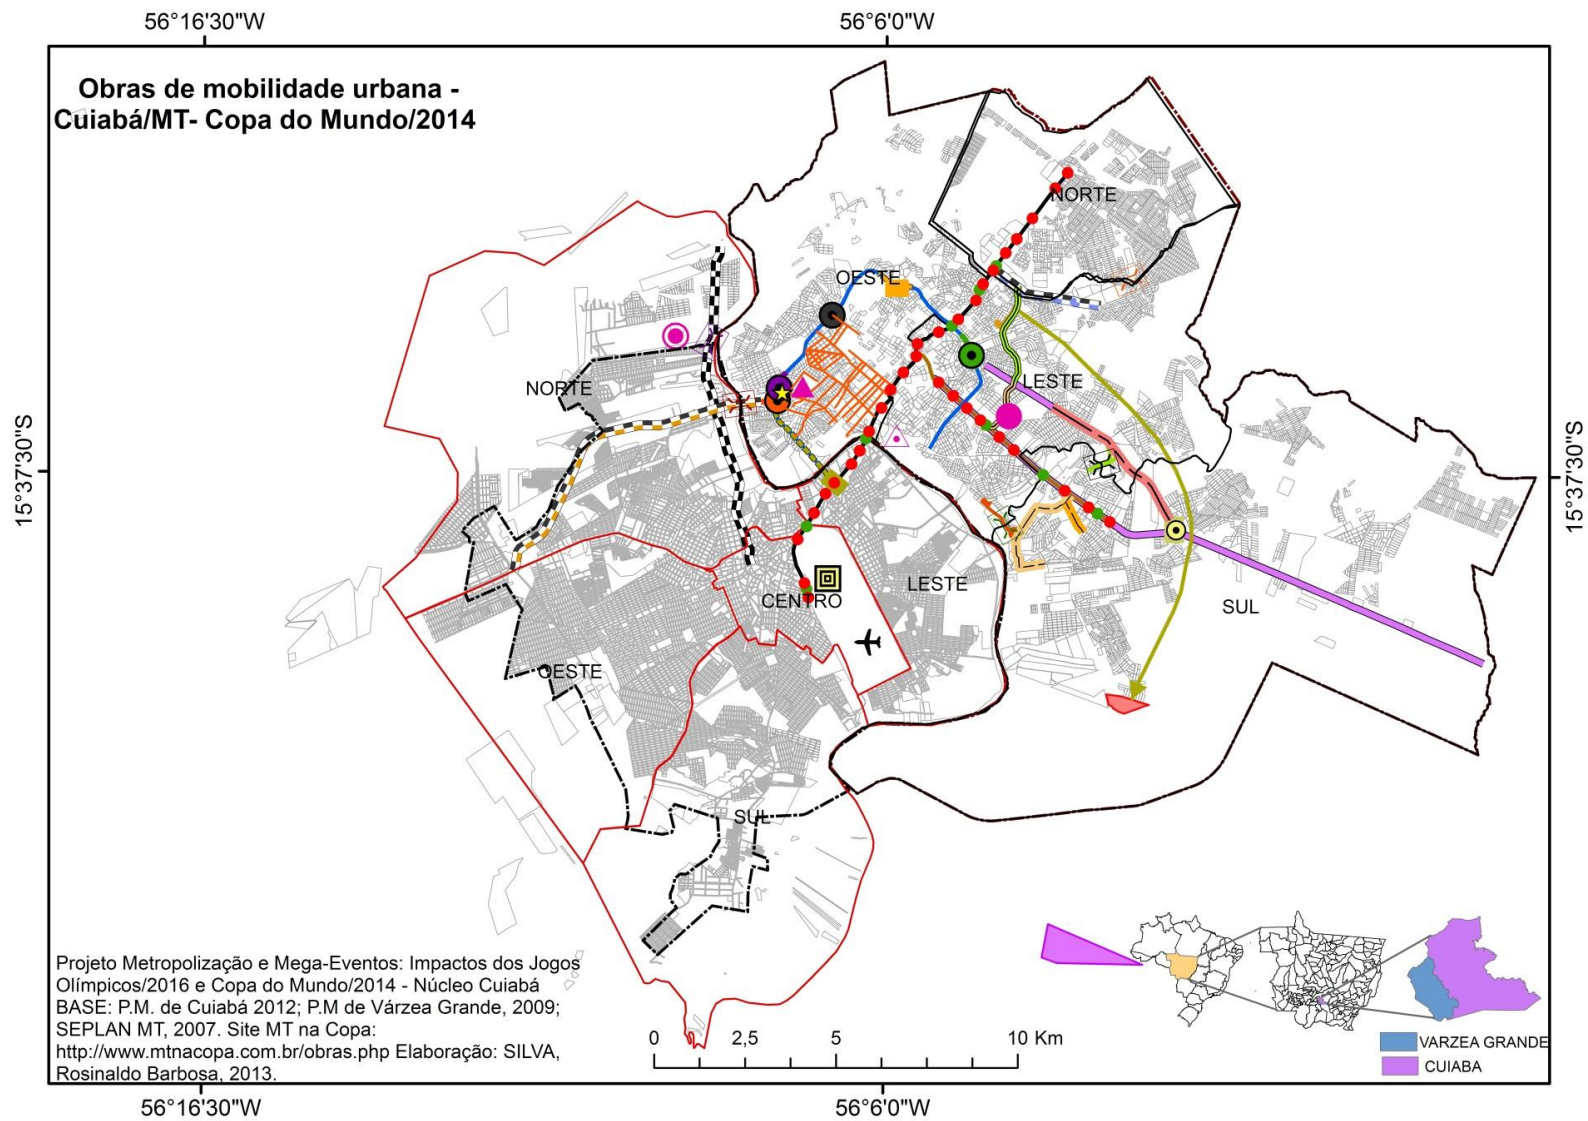 56°16'30"W
56°6'0"W
Obras de mobilidade urbana -
Cuiabá/MT- Copa do Mundo/2014
NORTE
OESTE
LESTE
NORTE
15°37'30"S
15°37'30"S
LESTE
CENTRO
SUL
OESTE
SUL
Projeto Metropolização e Mega-Eventos: Impactos dos Jogos
Olímpicos/2016 e Copa do Mundo/2014 - Núcleo Cuiabá
BASE: P.M. de Cuiabá 2012; P.M de Várzea Grande, 2009;
SEPLAN MT, 2007. Site MT na Copa:
http://www.mtnacopa.com.br/obras.php Elaboração: SILVA,
Rosinaldo Barbosa, 2013.
0 2,5 5 10 Km
VARZEA GRANDE
CUIABA
56°16'30"W
56°6'0"W